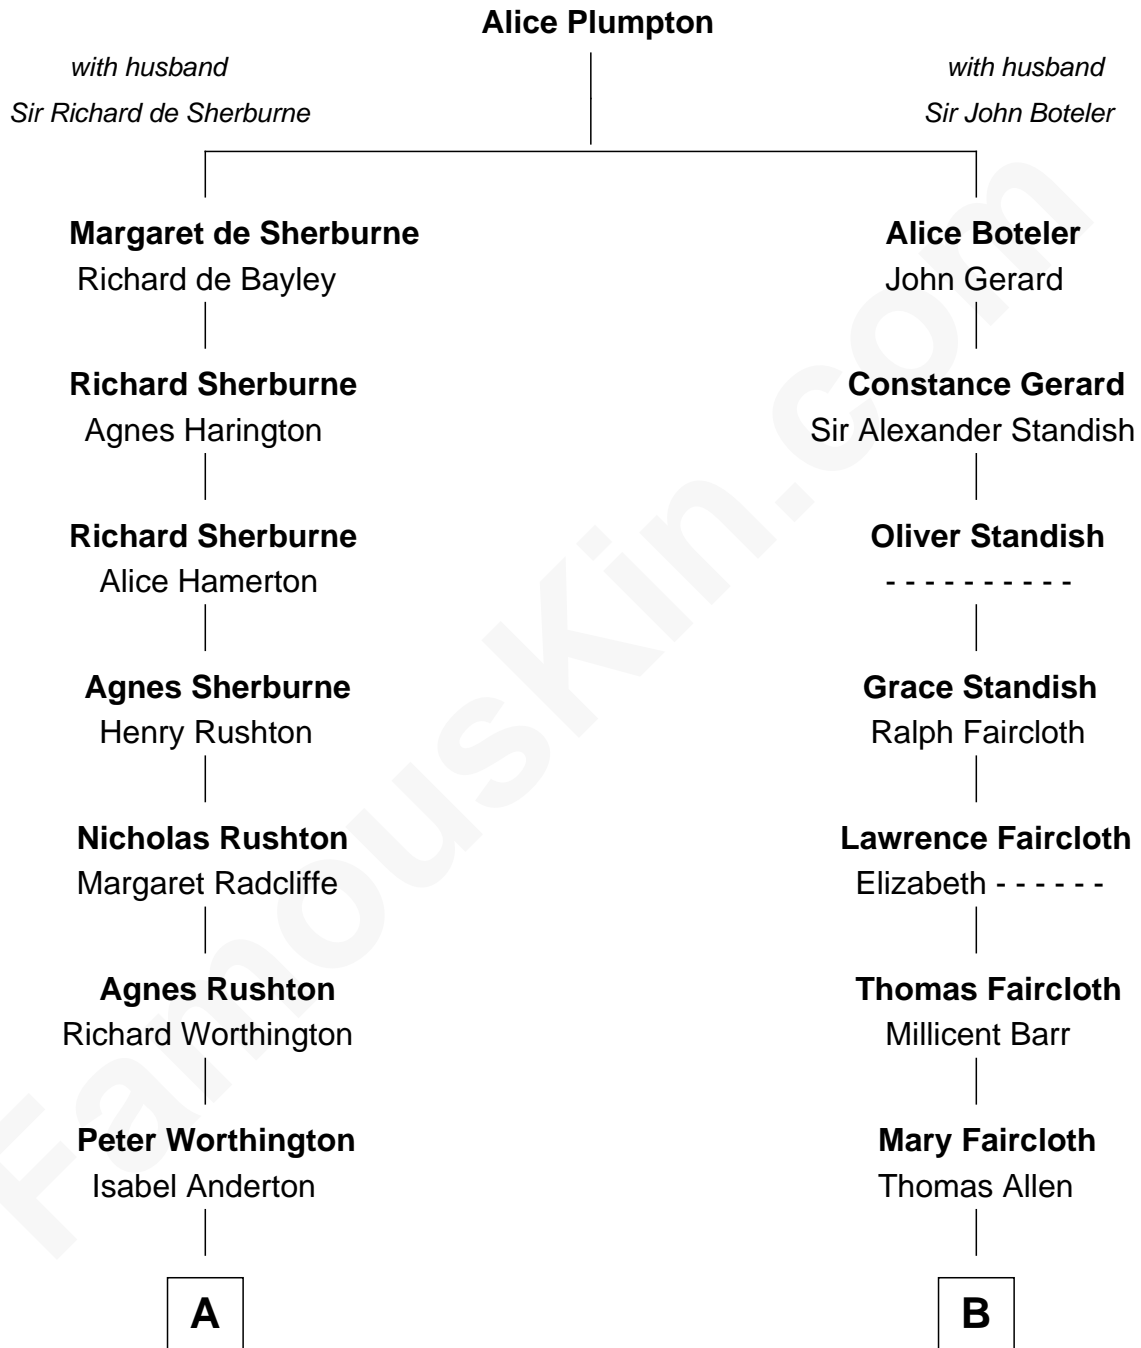 Alice Plumpton
with husband
Sir Richard de Sherburne
with husband
Sir John Boteler
Margaret de Sherburne
Richard de Bayley
Alice Boteler
John Gerard
Richard Sherburne
Agnes Harington
Constance Gerard
Sir Alexander Standish
Richard Sherburne
Alice Hamerton
Oliver Standish
- - - - - - - - - -
Agnes Sherburne
Henry Rushton
Grace Standish
Ralph Faircloth
Nicholas Rushton
Margaret Radcliffe
Lawrence Faircloth
Elizabeth - - - - - -
Agnes Rushton
Richard Worthington
Thomas Faircloth
Millicent Barr
Peter Worthington
Isabel Anderton
Mary Faircloth
Thomas Allen
A
B
FamousKin.com